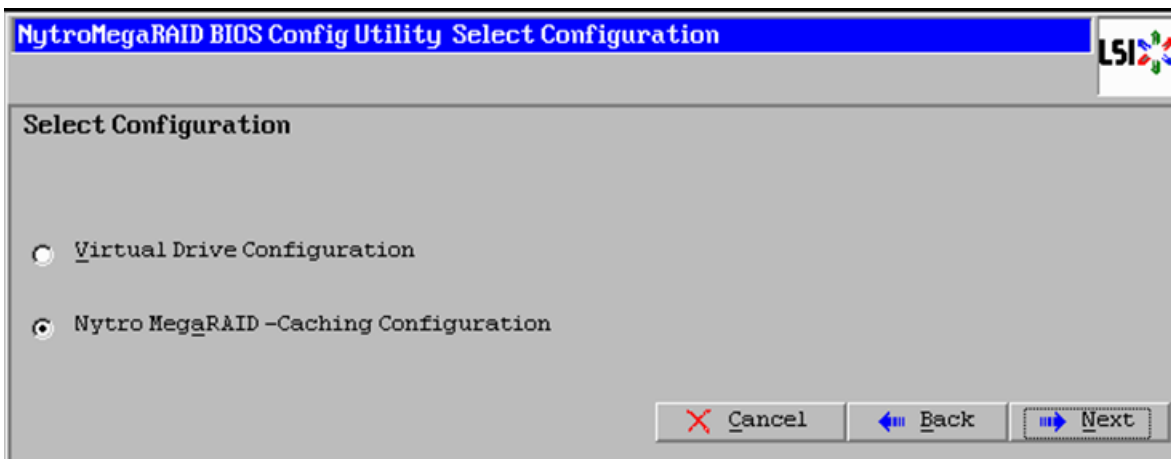 NytroMegaRAID BIOS Config Utility Select Configuration
LSI
Select Configuration
Virtual Drive Configuration
Nytro MegaRAID -Caching Configuration
Cancel Back Next